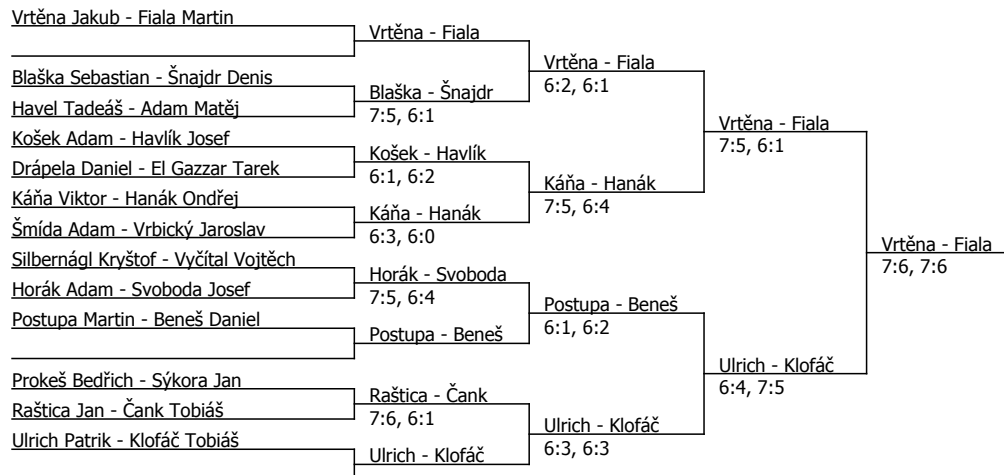 Vrtěna Jakub - Fiala Martin
Blaška Sebastian - Šnajdr Denis
Havel Tadeáš - Adam Matěj
Košek Adam - Havlík Josef
Drápela Daniel - El Gazzar Tarek
Káňa Viktor - Hanák Ondřej
Šmída Adam - Vrbický Jaroslav
Silbernágl Kryštof - Vyčítal Vojtěch
Horák Adam - Svoboda Josef
Postupa Martin - Beneš Daniel
Prokeš Bedřich - Sýkora Jan
Raštica Jan - Čank Tobiáš
Ulrich Patrik - Klofáč Tobiáš
Vrtěna - Fiala
Blaška - Šnajdr
7:5, 6:1
Košek - Havlík
6:1, 6:2
Káňa - Hanák
6:3, 6:0
Horák - Svoboda
7:5, 6:4
Postupa - Beneš
Raštica - Čank
7:6, 6:1
Ulrich - Klofáč
Vrtěna - Fiala
6:2, 6:1
Káňa - Hanák
7:5, 6:4
Postupa - Beneš
6:1, 6:2
Ulrich - Klofáč
6:3, 6:3
Vrtěna - Fiala
7:5, 6:1
Ulrich - Klofáč
6:4, 7:5
Vrtěna - Fiala
7:6, 7:6